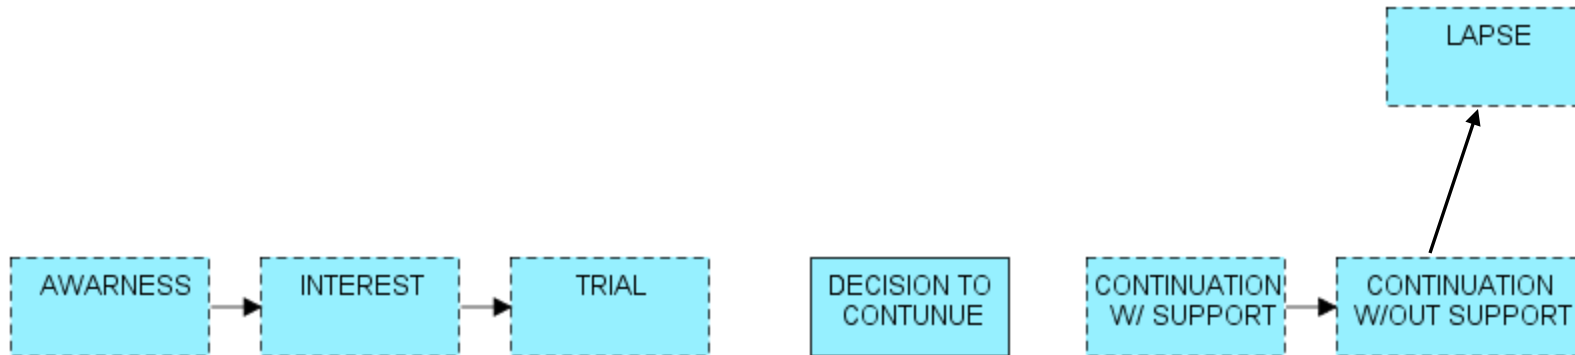 LAPSE
AWARNESS
INTEREST
TRIAL
DECISION TO
CONTUNUE
CONTINUATION
W/ SUPPORT
CONTINUATION
W/OUT SUPPORT